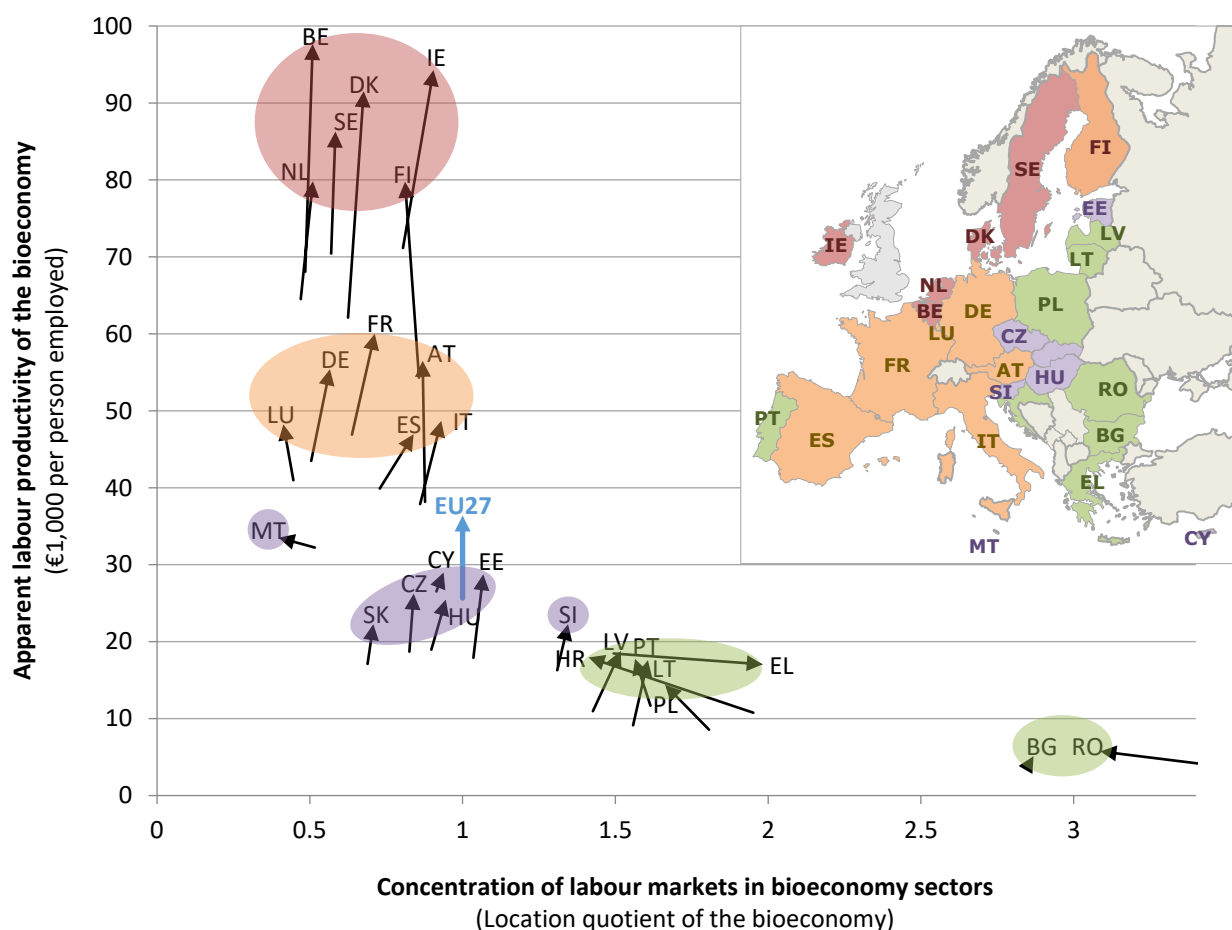 Apparent labour productivity of the bioeconomy
(€1,000 per person employed)
100
90
80
70
60
50
40
30
20
10
0
BE
IE
DK
SE
NL
FI
FR
DE
AT
LU
ES
IT
EU27
MT
CY
EE
CZ
SK
HU
SI
LV
PT
HR
LT
EL
PL
BG
RO
0
0.5
1
1.5
2
2.5
3
Concentration of labour markets in bioeconomy sectors
(Location quotient of the bioeconomy)
FI
SE
EE
LV
DK
IE
LT
NL
PL
BE
DE
LU
CZ
FR
AT
HU
SI
RO
PT
BG
ES
IT
EL
MT
CY